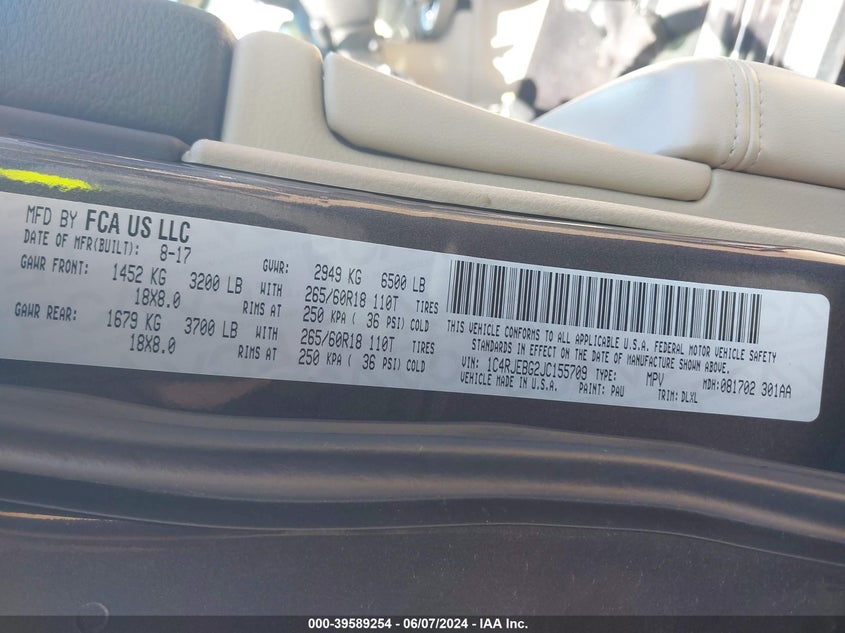 MFD BY FCA US LLC
DATE OF MFR(BUILT): 8-17
GVWR: 2949 KG 6500 LB
GAWR FRONT: 1452 KG 3200 LB WITH 265/60R18 110T TIRES
18X8.0 RIMS AT 250 KPA ( 36 PSI) COLD
GAWR REAR: 1679 KG 3700 LB WITH 265/60R18 110T TIRES
18X8.0 RIMS AT 250 KPA ( 36 PSI) COLD
THIS VEHICLE CONFORMS TO ALL APPLICABLE U.S.A. FEDERAL MOTOR VEHICLE SAFETY
STANDARDS IN EFFECT ON THE DATE OF MANUFACTURE SHOWN ABOVE.
VIN: 1C4RJEBG2JC155709 TYPE: MPV MDH:081702 301AA
VEHICLE MADE IN U.S.A. PAINT: PAU TRIM: DLXL
000-39589254 - 06/07/2024 - IAA Inc.